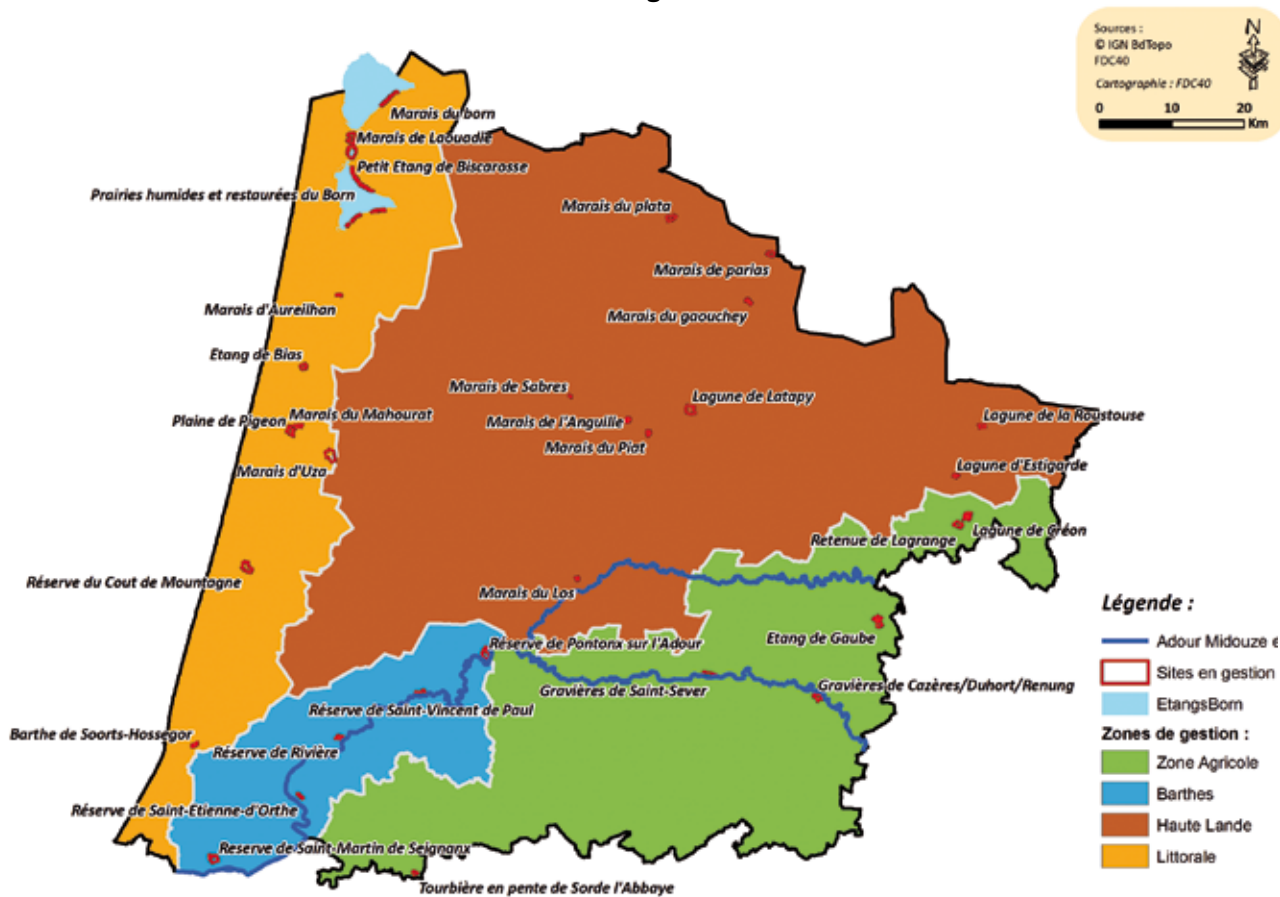 Sources :
© IGN BdTopo
FDC40
Cartographie : FDC40
N
0 10 20
Km
Marais du born
Marais de Laouadie
Petit Etang de Biscarosse
Prairies humides et restaurées du Born
Marais du plata
Marais de parias
Marais d'Aureilhan
Marais du gaouchey
Etang de Bias
Marais de Sabres
Lagune de Latapy
Plaine de Pigeon
Marais du Mahourat
Marais de l'Anguille
Lagune de la Roustouse
Marais du Piat
Marais d'Uza
Lagune d'Estigarde
Retenue de Lagrange
Lagune de Créon
Réserve du Cout de Mountagne
Marais du Los
Légende :
Etang de Gaube
Réserve de Pontonx sur l'Adour
Adour Midouze e
Sites en gestion
Gravières de Saint-Sever
Gravières de Cazères/Duhort/Renung
EtangsBorn
Réserve de Saint-Vincent de Paul
Barthe de Soorts-Hossegor
Réserve de Rivière
Zones de gestion :
Zone Agricole
Barthes
Réserve de Saint-Etienne-d'Orthe
Haute Lande
Réserve de Saint-Martin de Seignanx
Littorale
Tourbière en pente de Sorde l'Abbaye